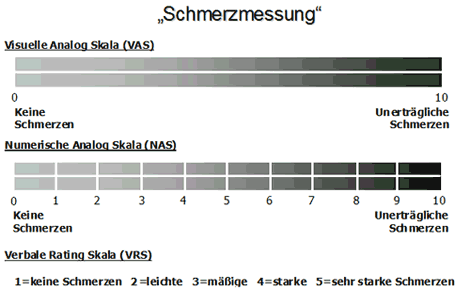 „Schmerzmessung“
Visuelle Analog Skala (VAS)
0 10
Keine Unerträgliche
Schmerzen Schmerzen
Numerische Analog Skala (NAS)
0 1 2 3 4 5 6 7 8 9 10
Keine Unerträgliche
Schmerzen Schmerzen
Verbale Rating Skala (VRS)
1=keine Schmerzen 2=leichte 3=mäßige 4=starke 5=sehr starke Schmerzen